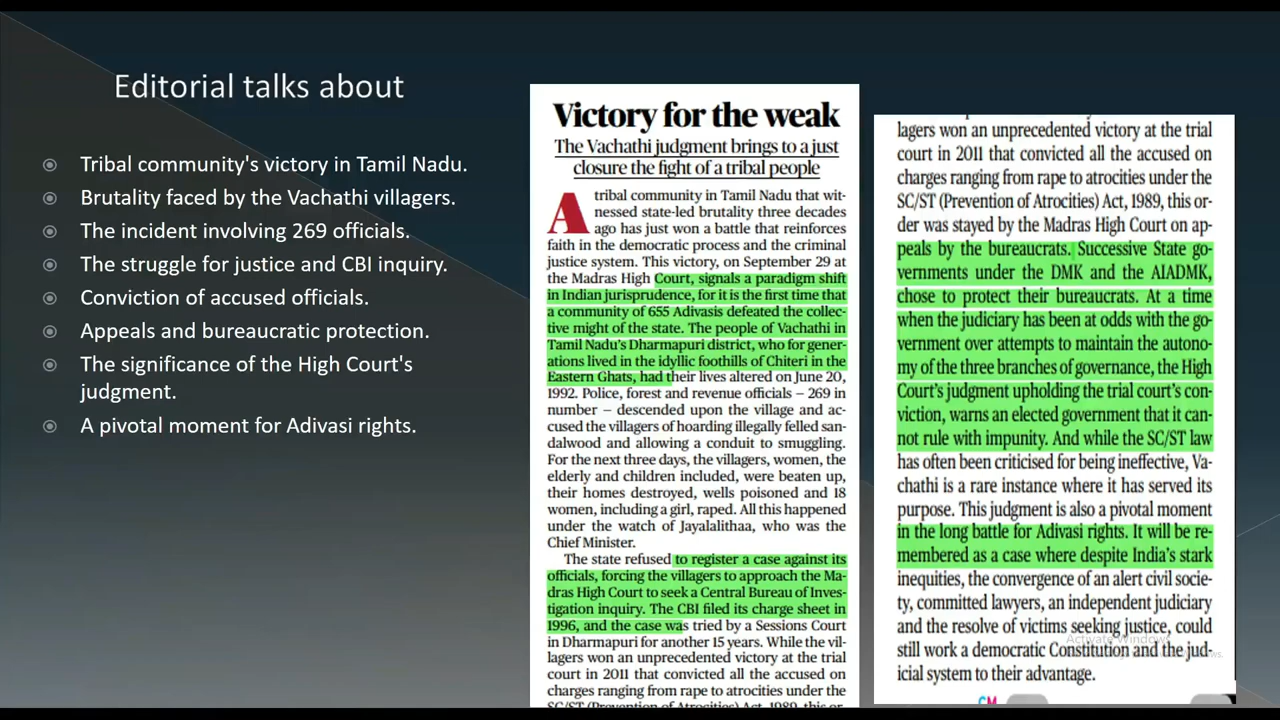 Editorial talks about
Tribal community's victory in Tamil Nadu.
Brutality faced by the Vachathi villagers.
The incident involving 269 officials.
The struggle for justice and CBI inquiry.
Conviction of accused officials.
Appeals and bureaucratic protection.
The significance of the High Court's
judgment.
A pivotal moment for Adivasi rights.
Victory for the weak
The Vachathi judgment brings to a just
closure the fight of a tribal people
A tribal community in Tamil Nadu that wit-
nessed state-led brutality three decades
ago has just won a battle that reinforces
faith in the democratic process and the criminal
justice system. This victory, on September 29 at
the Madras High Court, signals a paradigm shift
in Indian jurisprudence, for it is the first time that
a community of 655 Adivasis defeated the collec-
tive might of the state. The people of Vachathi in
Tamil Nadu's Dharmapuri district, who for gener-
ations lived in the idyllic foothills of Chiteri in the
Eastern Ghats, had their lives altered on June 20,
1992. Police, forest and revenue officials – 269 in
number – descended upon the village and ac-
cused the villagers of hoarding illegally felled san-
dalwood and allowing a conduit to smuggling.
For the next three days, the villagers, women, the
elderly and children included, were beaten up,
their homes destroyed, wells poisoned and 18
women, including a girl, raped. All this happened
under the watch of Jayalalithaa, who was the
Chief Minister.
The state refused to register a case against its
officials, forcing the villagers to approach the Ma-
dras High Court to seek a Central Bureau of Inves-
tigation inquiry. The CBI filed its charge sheet in
1996, and the case was tried by a Sessions Court
in Dharmapuri for another 15 years. While the vil-
lagers won an unprecedented victory at the trial
court in 2011 that convicted all the accused on
charges ranging from rape to atrocities under the
SC/ST (Prevention of Atrocities) Act, 1989, this or-
lagers won an unprecedented victory at the trial
court in 2011 that convicted all the accused on
charges ranging from rape to atrocities under the
SC/ST (Prevention of Atrocities) Act, 1989, this or-
der was stayed by the Madras High Court on ap-
peals by the bureaucrats. Successive State go-
vernments under the DMK and the AIADMK,
chose to protect their bureaucrats. At a time
when the judiciary has been at odds with the go-
vernment over attempts to maintain the autono-
my of the three branches of governance, the High
Court's judgment upholding the trial court's con-
viction, warns an elected government that it can-
not rule with impunity. And while the SC/ST law
has often been criticised for being ineffective, Va-
chathi is a rare instance where it has served its
purpose. This judgment is also a pivotal moment
in the long battle for Adivasi rights. It will be re-
membered as a case where despite India's stark
inequities, the convergence of an alert civil socie-
ty, committed lawyers, an independent judiciary
and the resolve of victims seeking justice, could
still work a democratic Constitution and the jud-
icial system to their advantage.
Activate Windows
CM